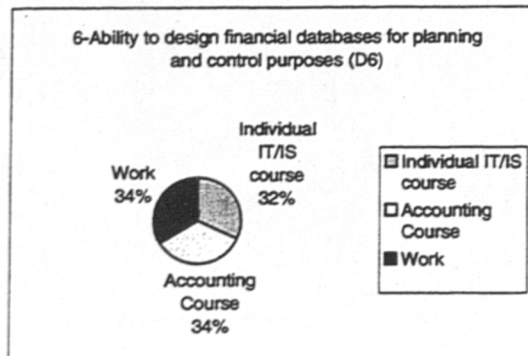 6-Ability to design financial databases for planning
and control purposes (D6)
Individual
IT/IS
course
32%
Work
34%
Accounting
Course
34%
Individual IT/IS
course
Accounting
Course
Work